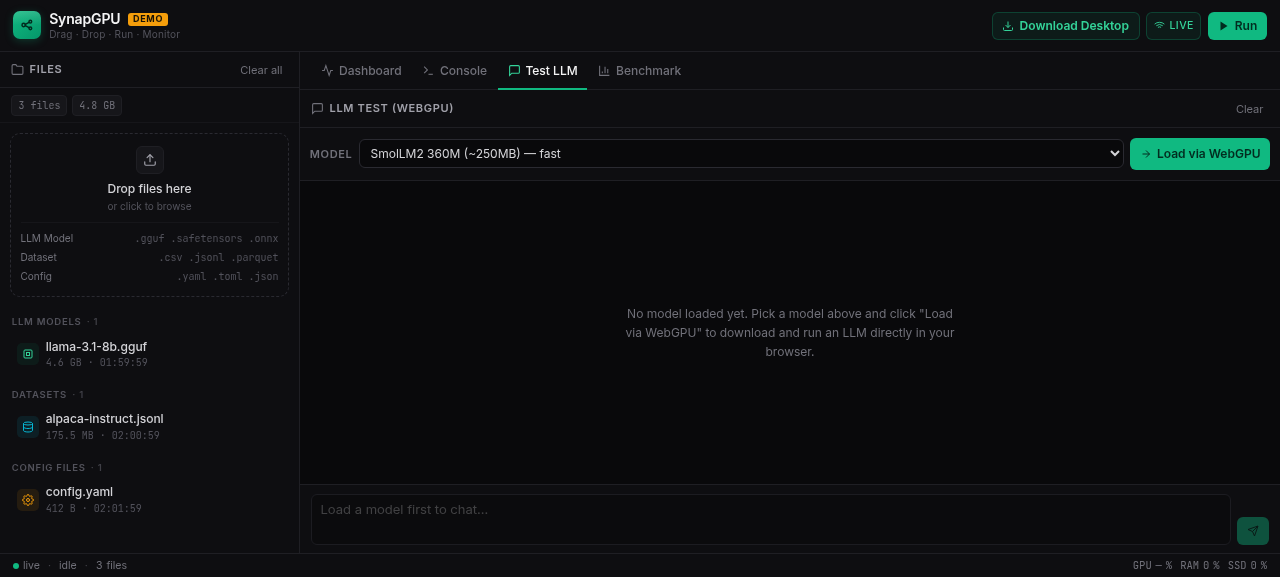 SynapGPU DEMO
Drag · Drop · Run · Monitor
Download Desktop LIVE Run
FILES Clear all
3 files 4.8 GB
Drop files here
or click to browse
LLM Model .gguf .safetensors .onnx
Dataset .csv .jsonl .parquet
Config .yaml .toml .json
LLM MODELS · 1
llama-3.1-8b.gguf
4.6 GB · 01:59:59
DATASETS · 1
alpaca-instruct.jsonl
175.5 MB · 02:00:59
CONFIG FILES · 1
config.yaml
412 B · 02:01:59
Dashboard Console Test LLM Benchmark
LLM TEST (WEBGPU) Clear
MODEL SmolLM2 360M (~250MB) — fast Load via WebGPU
No model loaded yet. Pick a model above and click "Load
via WebGPU" to download and run an LLM directly in your
browser.
Load a model first to chat...
live · idle · 3 files
GPU — % RAM 0 % SSD 0 %